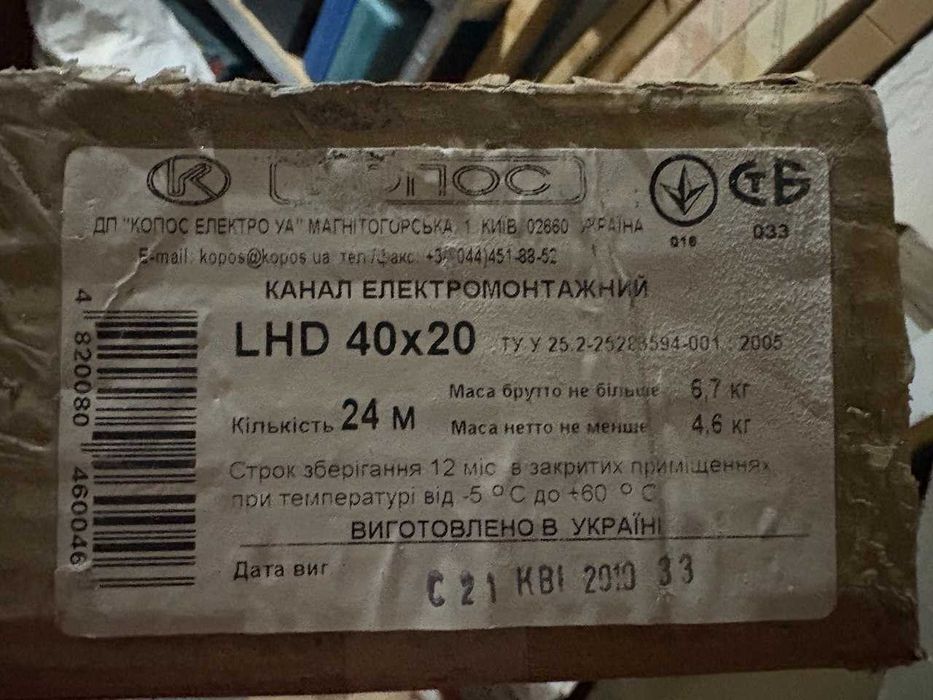 КОПОС
ДП "КОПОС ЕЛЕКТРО УА" МАГНІТОГОРСЬКА, 1 КИЇВ, 02660 УКРАЇНА
016
033
E-mail: kopos@kopos.ua тел./факс: +38(044)451-88-52
КАНАЛ ЕЛЕКТРОМОНТАЖНИЙ
LHD 40x20 ТУ У 2005
Маса брутто не більше 6,7 кг
Кількість 24 м
Маса нетто не менше 4,6 кг
Строк зберігання 12 міс в закритих приміщеннях
при температурі від -5 °C до +60 °C
ВИГОТОВЛЕНО В УКРАЇНІ
Дата виг
С 21 КВІ 2010 33
4 820080 460046